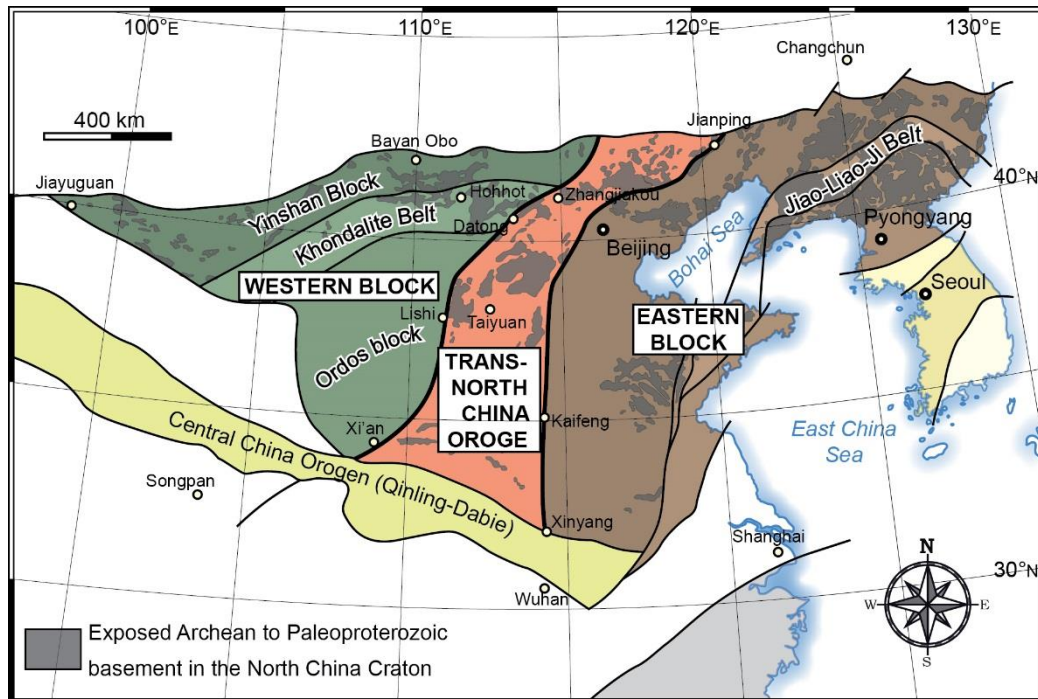 100°E
110°E
120°E
130°E
Changchun
400 km
Jianping
Bayan Obo
Jiayuguan
Yinshan Block
Hohhot
Zhangjiakou
Jiao-Liao-Ji Belt
40°N
Khondalite Belt
Datong
Beijing
Bohai Sea
Pyongyang
Seoul
WESTERN BLOCK
Lishi
Taiyuan
EASTERN
BLOCK
Ordos block
TRANS-
NORTH
CHINA
OROGE
Xi'an
Kaifeng
East China
Sea
Central China Orogen (Qinling-Dabie)
Songpan
Xinyang
Shanghai
Wuhan
30°N
N
W
E
S
Exposed Archean to Paleoproterozoic
basement in the North China Craton